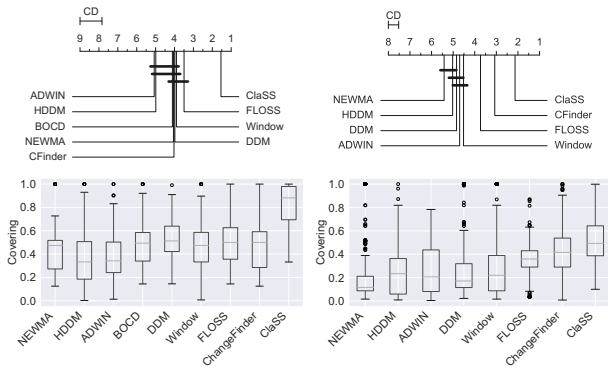 CD
9 8 7 6 5 4 3 2 1
ADWIN
HDDM
BOCD
NEWMA
CFinder
ClaSS
FLOSS
Window
DDM
CD
8 7 6 5 4 3 2 1
NEWMA
HDDM
DDM
ADWIN
ClaSS
CFinder
FLOSS
Window
Covering
1.0
0.8
0.6
0.4
0.2
0.0
NEWMA
HDDM
ADWIN
BOCD
DDM
Window
FLOSS
ChangeFinder
ClaSS
Covering
1.0
0.8
0.6
0.4
0.2
0.0
NEWMA
HDDM
ADWIN
DDM
Window
FLOSS
ChangeFinder
ClaSS